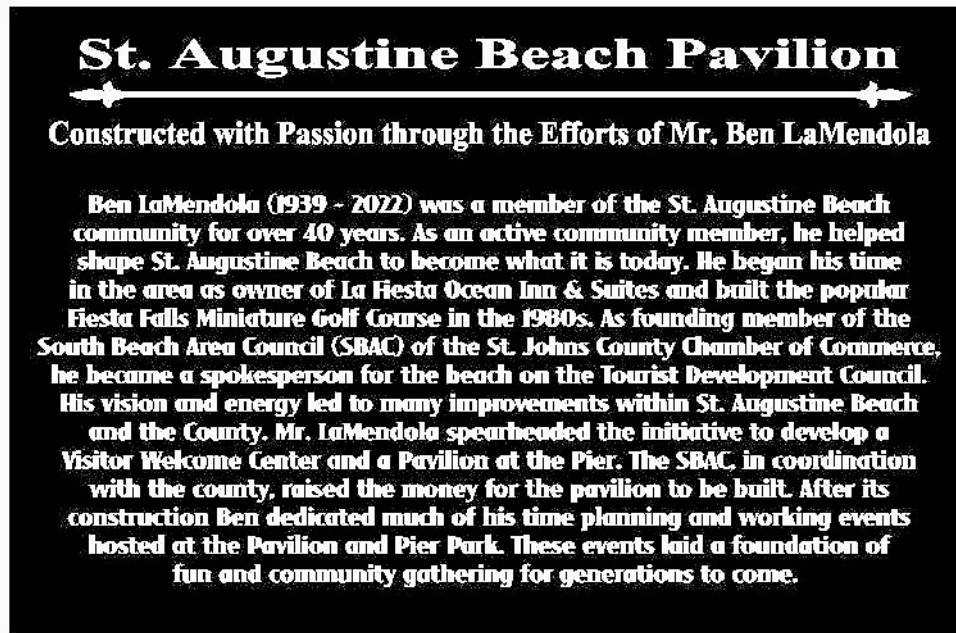 St. Augustine Beach Pavilion
Constructed with Passion through the Efforts of Mr. Ben LaMendola
Ben LaMendola (1939 - 2022) was a member of the St. Augustine Beach
community for over 40 years. As an active community member, he helped
shape St. Augustine Beach to become what it is today. He began his time
in the area as owner of La Fiesta Ocean Inn & Suites and built the popular
Fiesta Falls Miniature Golf Course in the 1980s. As founding member of the
South Beach Area Council (SBAC) of the St. Johns County Chamber of Commerce,
he became a spokesperson for the beach on the Tourist Development Council.
His vision and energy led to many improvements within St. Augustine Beach
and the County. Mr. LaMendola spearheaded the initiative to develop a
Visitor Welcome Center and a Pavilion at the Pier. The SBAC, in coordination
with the county, raised the money for the pavilion to be built. After its
construction Ben dedicated much of his time planning and working events
hosted at the Pavilion and Pier Park. These events laid a foundation of
fun and community gathering for generations to come.